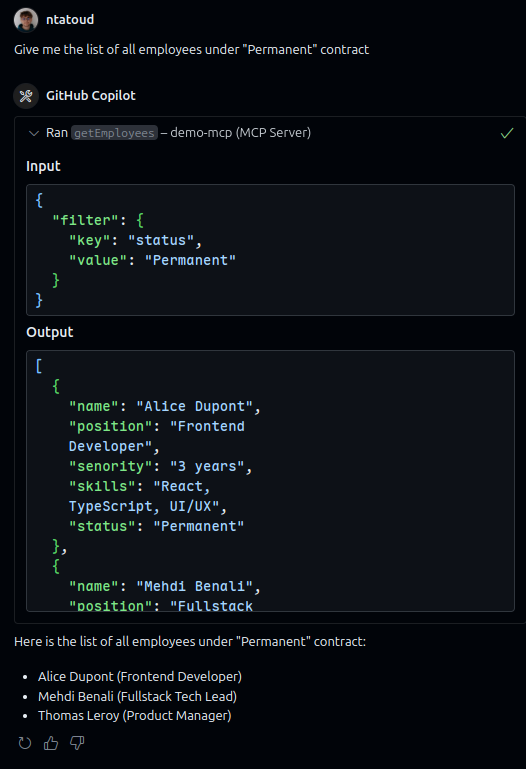 ntatoud
Give me the list of all employees under "Permanent" contract
GitHub Copilot
Ran getEmployees – demo-mcp (MCP Server)
Input
{
"filter": {
"key": "status",
"value": "Permanent"
}
}
Output
[
{
"name": "Alice Dupont",
"position": "Frontend
Developer",
"senority": "3 years",
"skills": "React,
TypeScript, UI/UX",
"status": "Permanent"
},
{
"name": "Mehdi Benali",
"position": "Fullstack
Here is the list of all employees under "Permanent" contract:
• Alice Dupont (Frontend Developer)
• Mehdi Benali (Fullstack Tech Lead)
• Thomas Leroy (Product Manager)